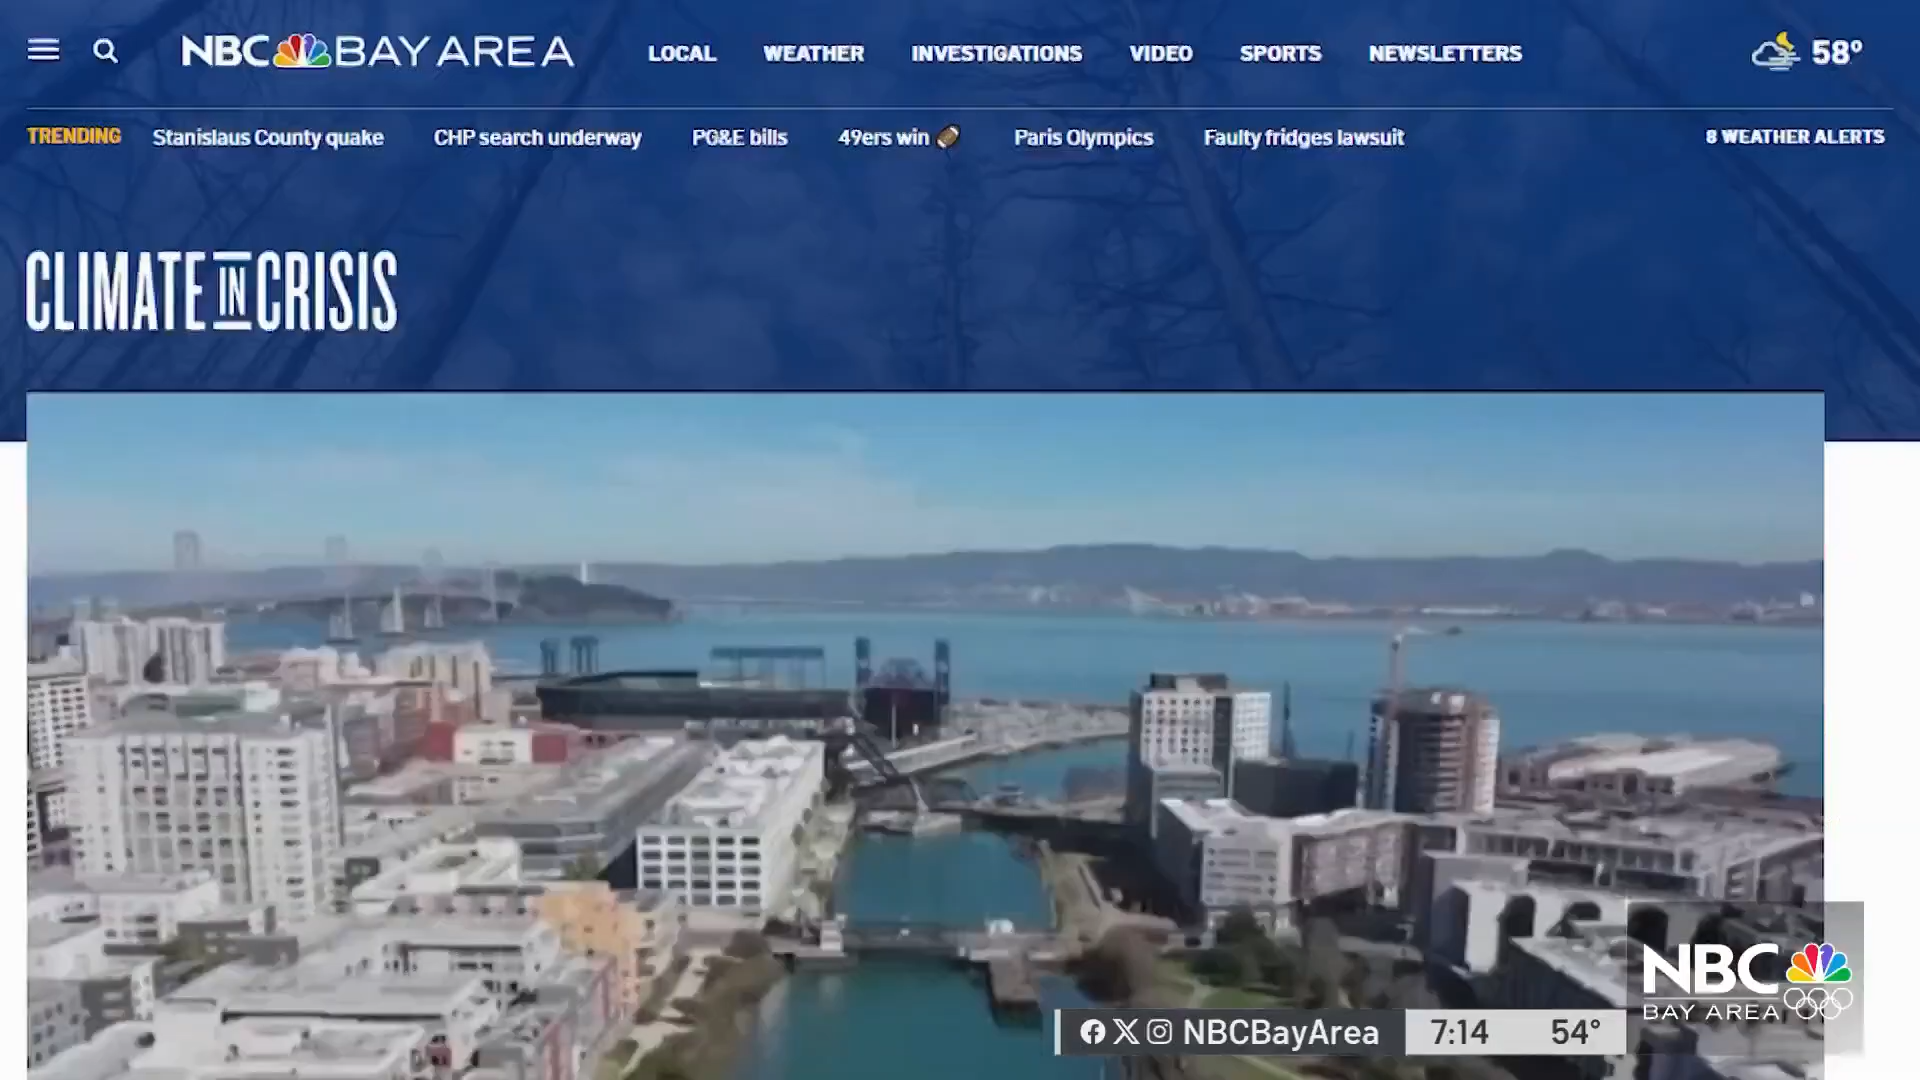 NBC BAY AREA
LOCAL
WEATHER
INVESTIGATIONS
VIDEO
SPORTS
NEWSLETTERS
58°
TRENDING
Stanislaus County quake
CHP search underway
PG&E bills
49ers win
Paris Olympics
Faulty fridges lawsuit
8 WEATHER ALERTS
CLIMATE IN CRISIS
NBC
BAY AREA
NBCBayArea
7:14
54°